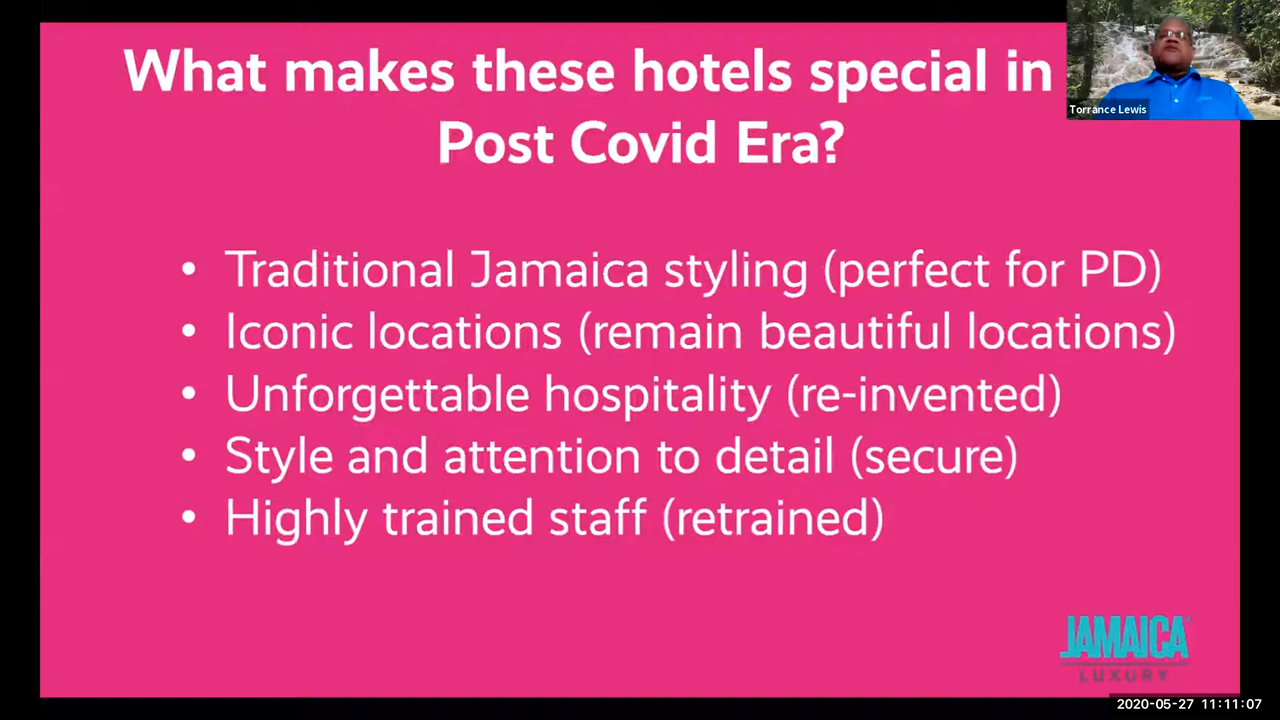 What makes these hotels special in
Post Covid Era?
Torrance Lewis
• Traditional Jamaica styling (perfect for PD)
• Iconic locations (remain beautiful locations)
• Unforgettable hospitality (re-invented)
• Style and attention to detail (secure)
• Highly trained staff (retrained)
JAMAICA
LUXURY
2020-05-27 11:11:07